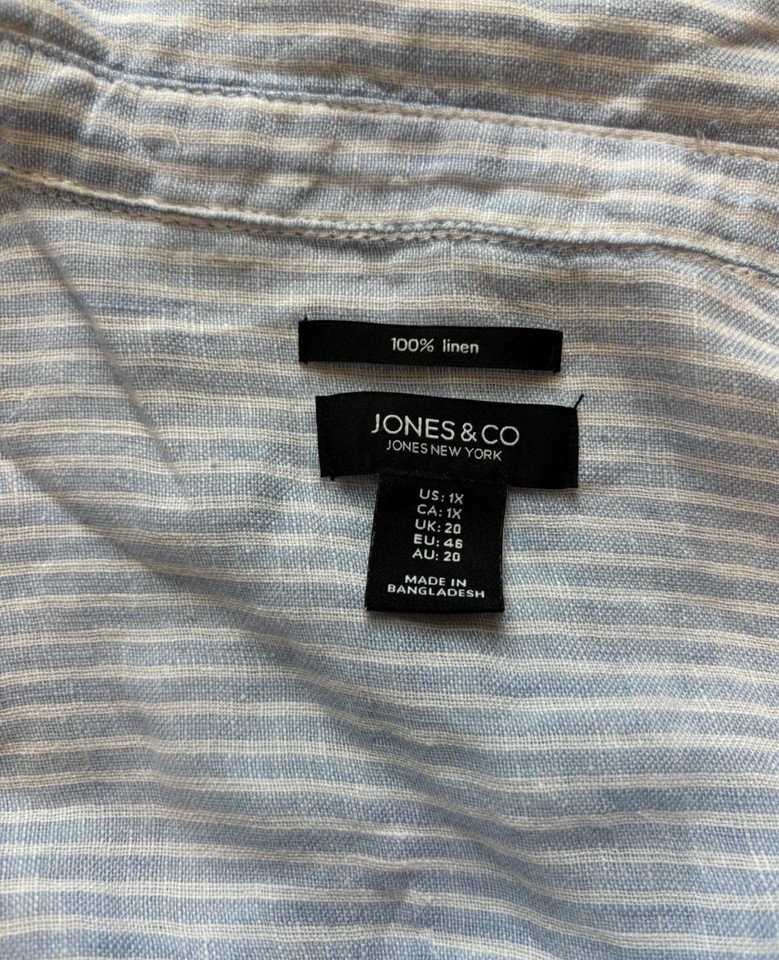 100% linen
JONES & CO
JONES NEW YORK
US: 1X
CA: 1X
UK: 20
EU: 46
AU: 20
MADE IN
BANGLADESH